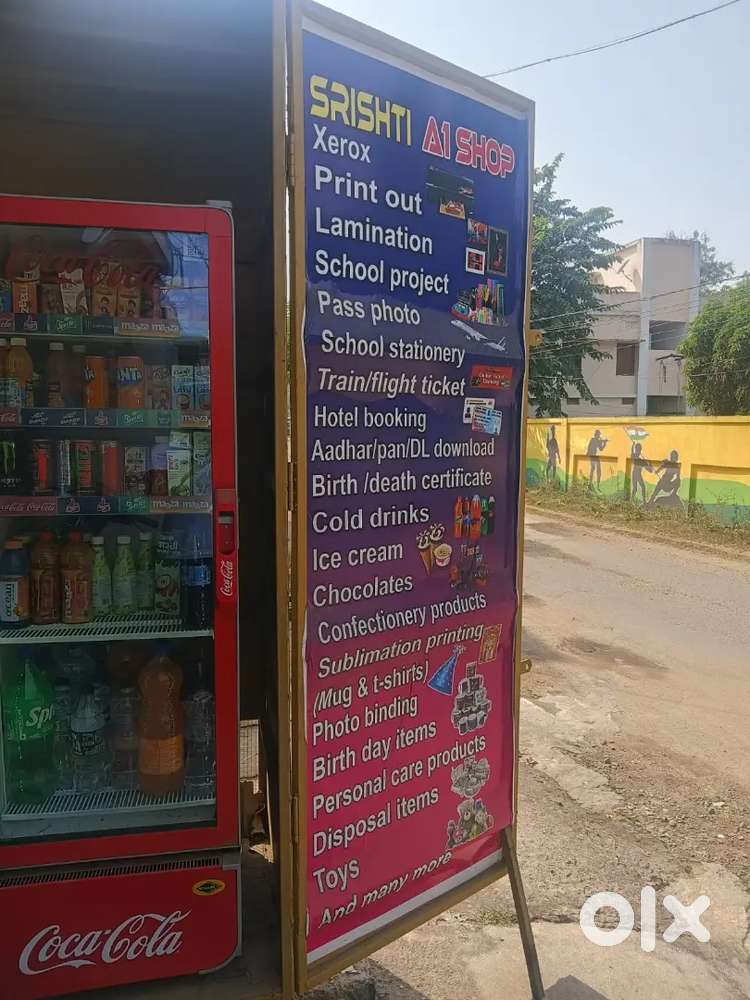 SRISHTI A1 SHOP
Xerox
Print out
Lamination
School project
Pass photo
School stationery
Train/flight ticket
Hotel booking
Aadhar/pan/DL download
Birth /death certificate
Cold drinks
Ice cream
Chocolates
Confectionery products
Sublimation printing
(Mug & t-shirts)
Photo binding
Birth day items
Personal care products
Disposal items
Toys
And many more
Coca-Cola
Coca-Cola
olx